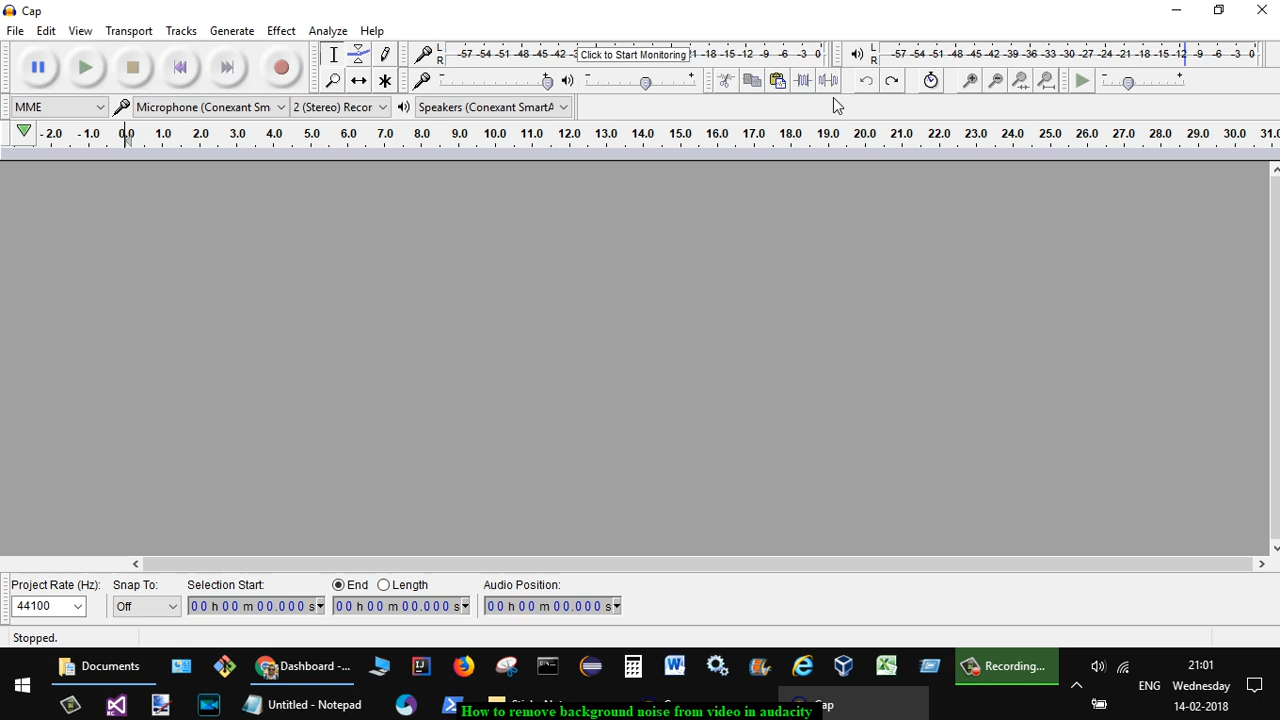 Cap
File Edit View Transport Tracks Generate Effect Analyze Help
L R -57 -54 -51 -48 -45 -42 Click to Start Monitoring -18 -15 -12 -9 -6 -3 0
L R -57 -54 -51 -48 -45 -42 -39 -36 -33 -30 -27 -24 -21 -18 -15 -12 -9 -6 -3 0
- + - + - +
MME Microphone (Conexant Sm 2 (Stereo) Recor Speakers (Conexant SmartA
-2.0 -1.0 0.0 1.0 2.0 3.0 4.0 5.0 6.0 7.0 8.0 9.0 10.0 11.0 12.0 13.0 14.0 15.0 16.0 17.0 18.0 19.0 20.0 21.0 22.0 23.0 24.0 25.0 26.0 27.0 28.0 29.0 30.0 31.0
Project Rate (Hz): Snap To: Selection Start: End Length Audio Position:
44100 Off 00 h 00 m 00.000 s 00 h 00 m 00.000 s 00 h 00 m 00.000 s
Stopped.
Documents Dashboard -... Recording... 21:01
ENG Wednesday
Untitled - Notepad Cap 14-02-2018
How to remove background noise from video in audacity